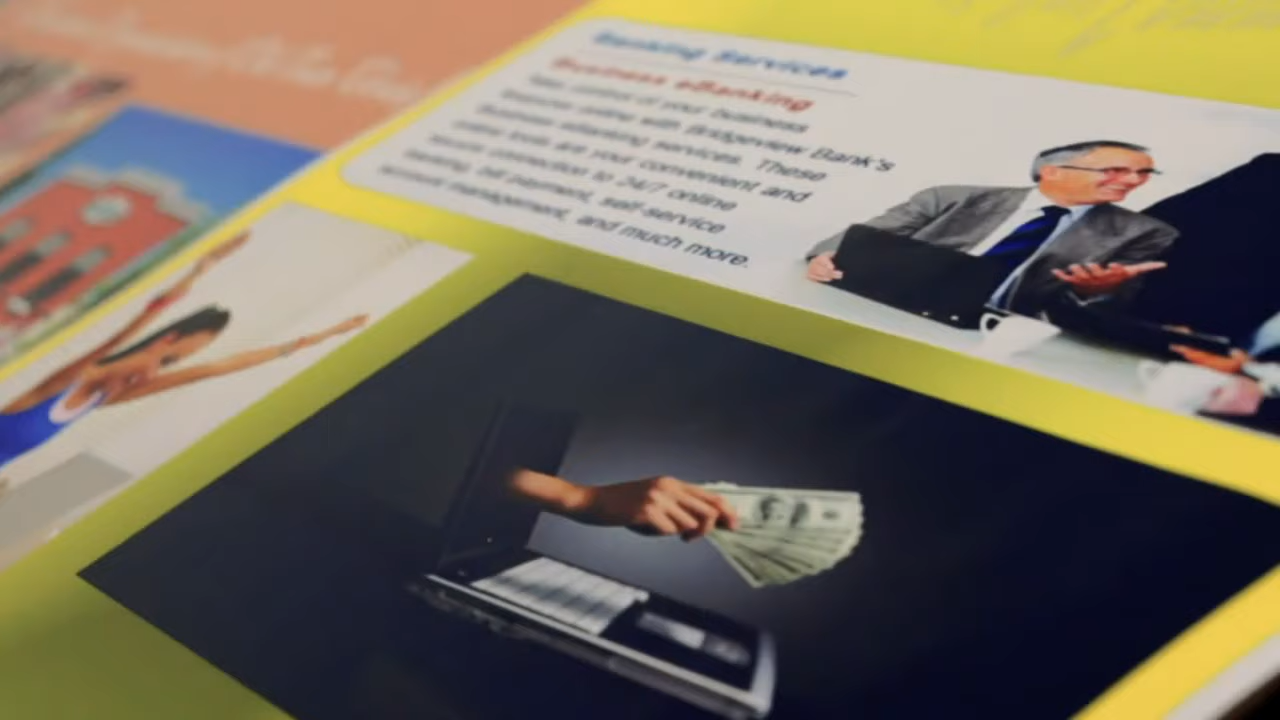 Banking Services
Business eBanking
Take control of your business
finances online with Bridgeview Bank's
Business eBanking services. These
online tools are your convenient and
secure connection to 24/7 online
banking, bill payment, self-service
account management, and much more.